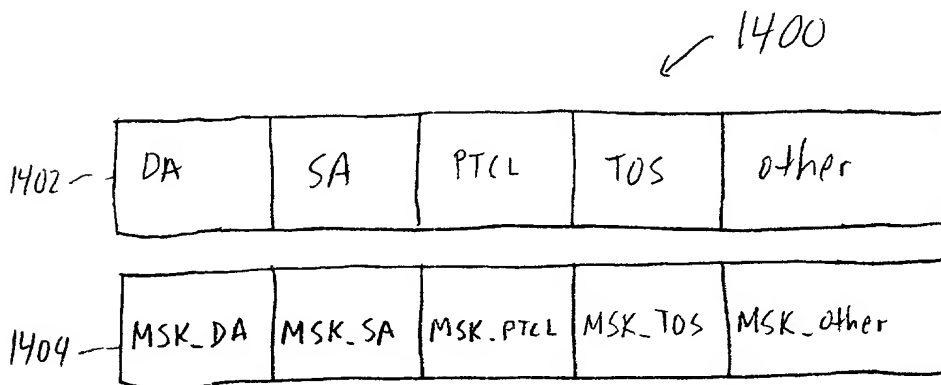 1400
1402 DA SA PTCL TOS other
1404 MSK_DA MSK_SA MSK_PTCL MSK_TOS MSK_other